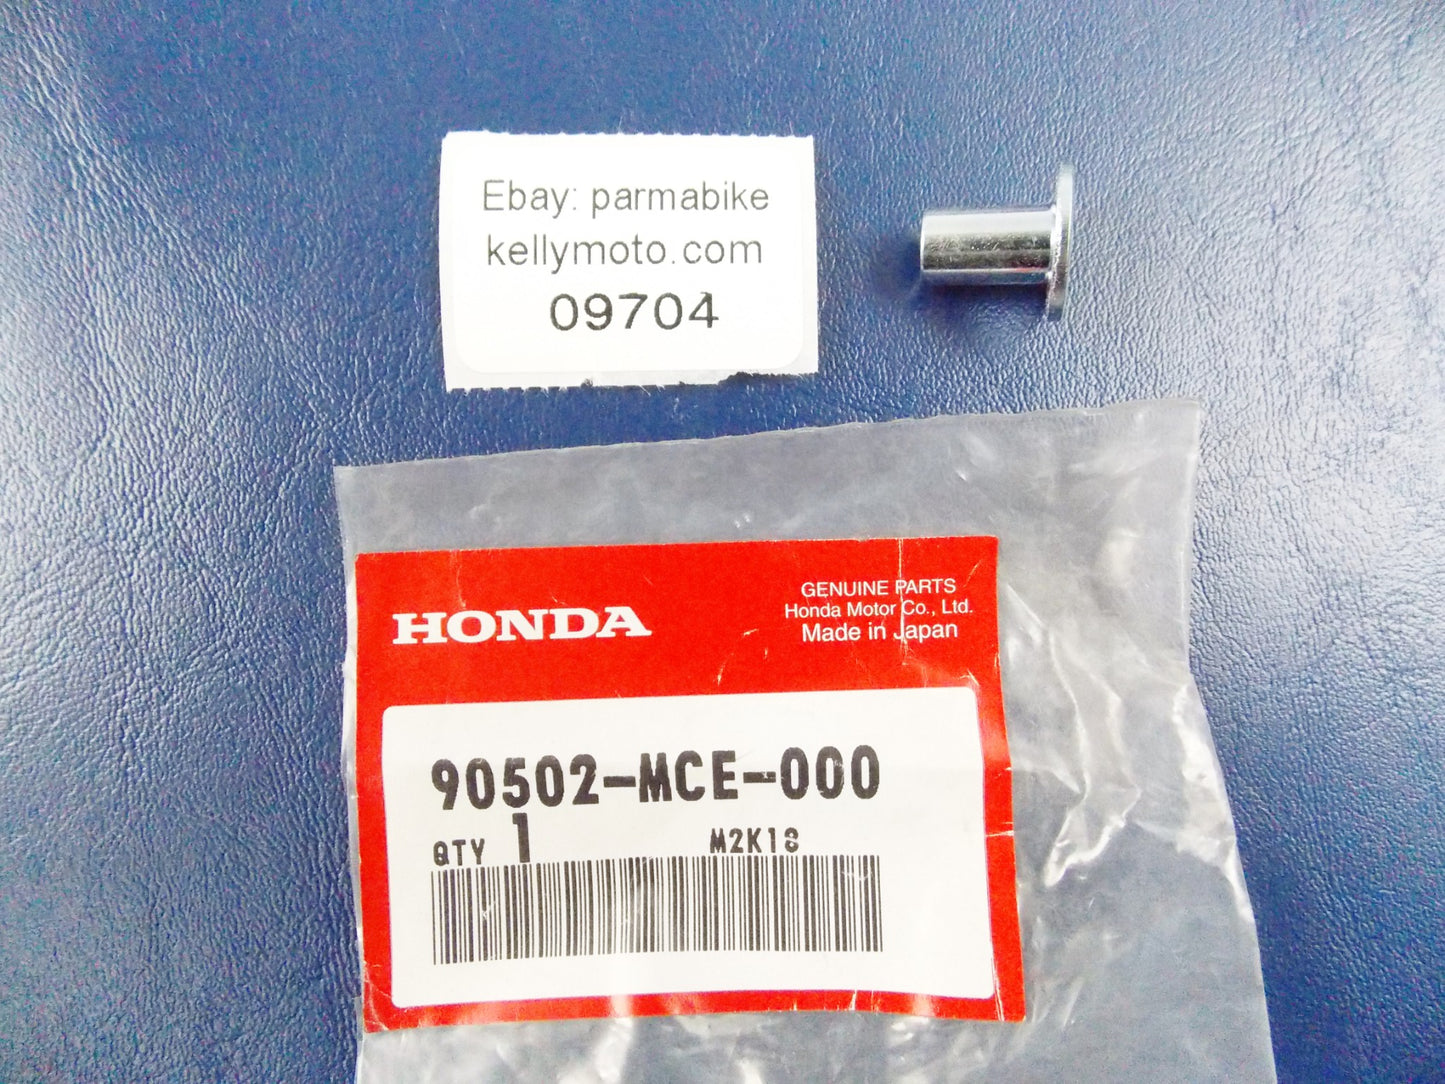 Ebay: parmabike
kellymoto.com
09704
HONDA
GENUINE PARTS
Honda Motor Co., Ltd.
Made in Japan
90502-MCE-000
QTY 1 M2K18